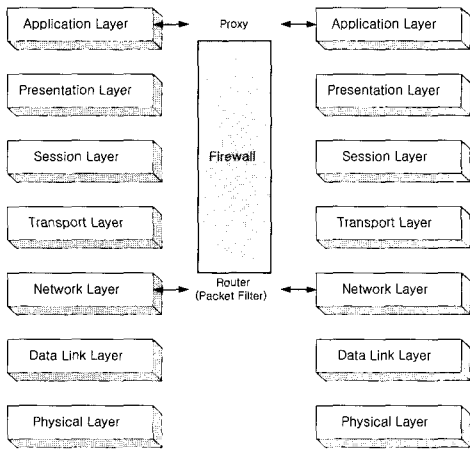 Application Layer Proxy Application Layer
Presentation Layer Presentation Layer
Session Layer Firewall Session Layer
Transport Layer Transport Layer
Network Layer Router Network Layer
(Packet Filter)
Data Link Layer Data Link Layer
Physical Layer Physical Layer